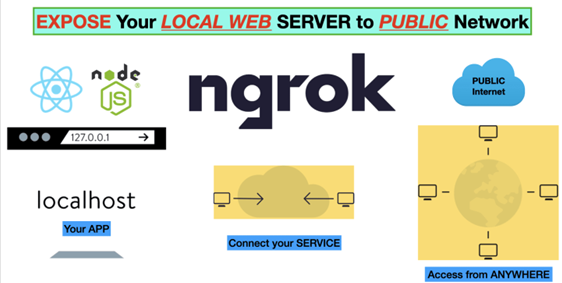 EXPOSE Your LOCAL WEB SERVER to PUBLIC Network
node
JS
ngrok
PUBLIC
Internet
127.0.0.1
localhost
Your APP
Connect your SERVICE
Access from ANYWHERE